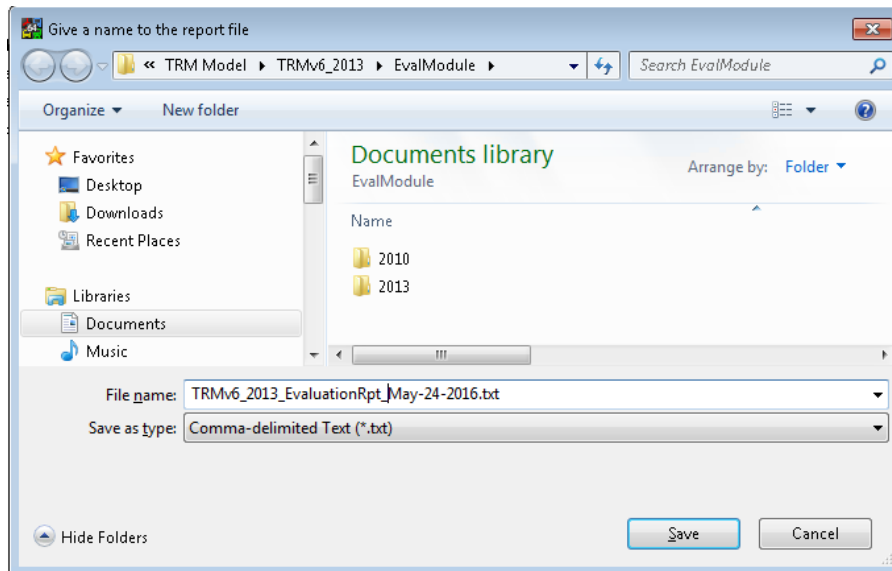 Give a name to the report file
« TRM Model ▸ TRMv6_2013 ▸ EvalModule ▸
Search EvalModule
Organize
New folder
Favorites
Desktop
Downloads
Recent Places
Libraries
Documents
Music
Documents library
EvalModule
Arrange by: Folder
Name
2010
2013
File name: TRMv6_2013_EvaluationRpt_May-24-2016.txt
Save as type: Comma-delimited Text (*.txt)
Hide Folders
Save
Cancel